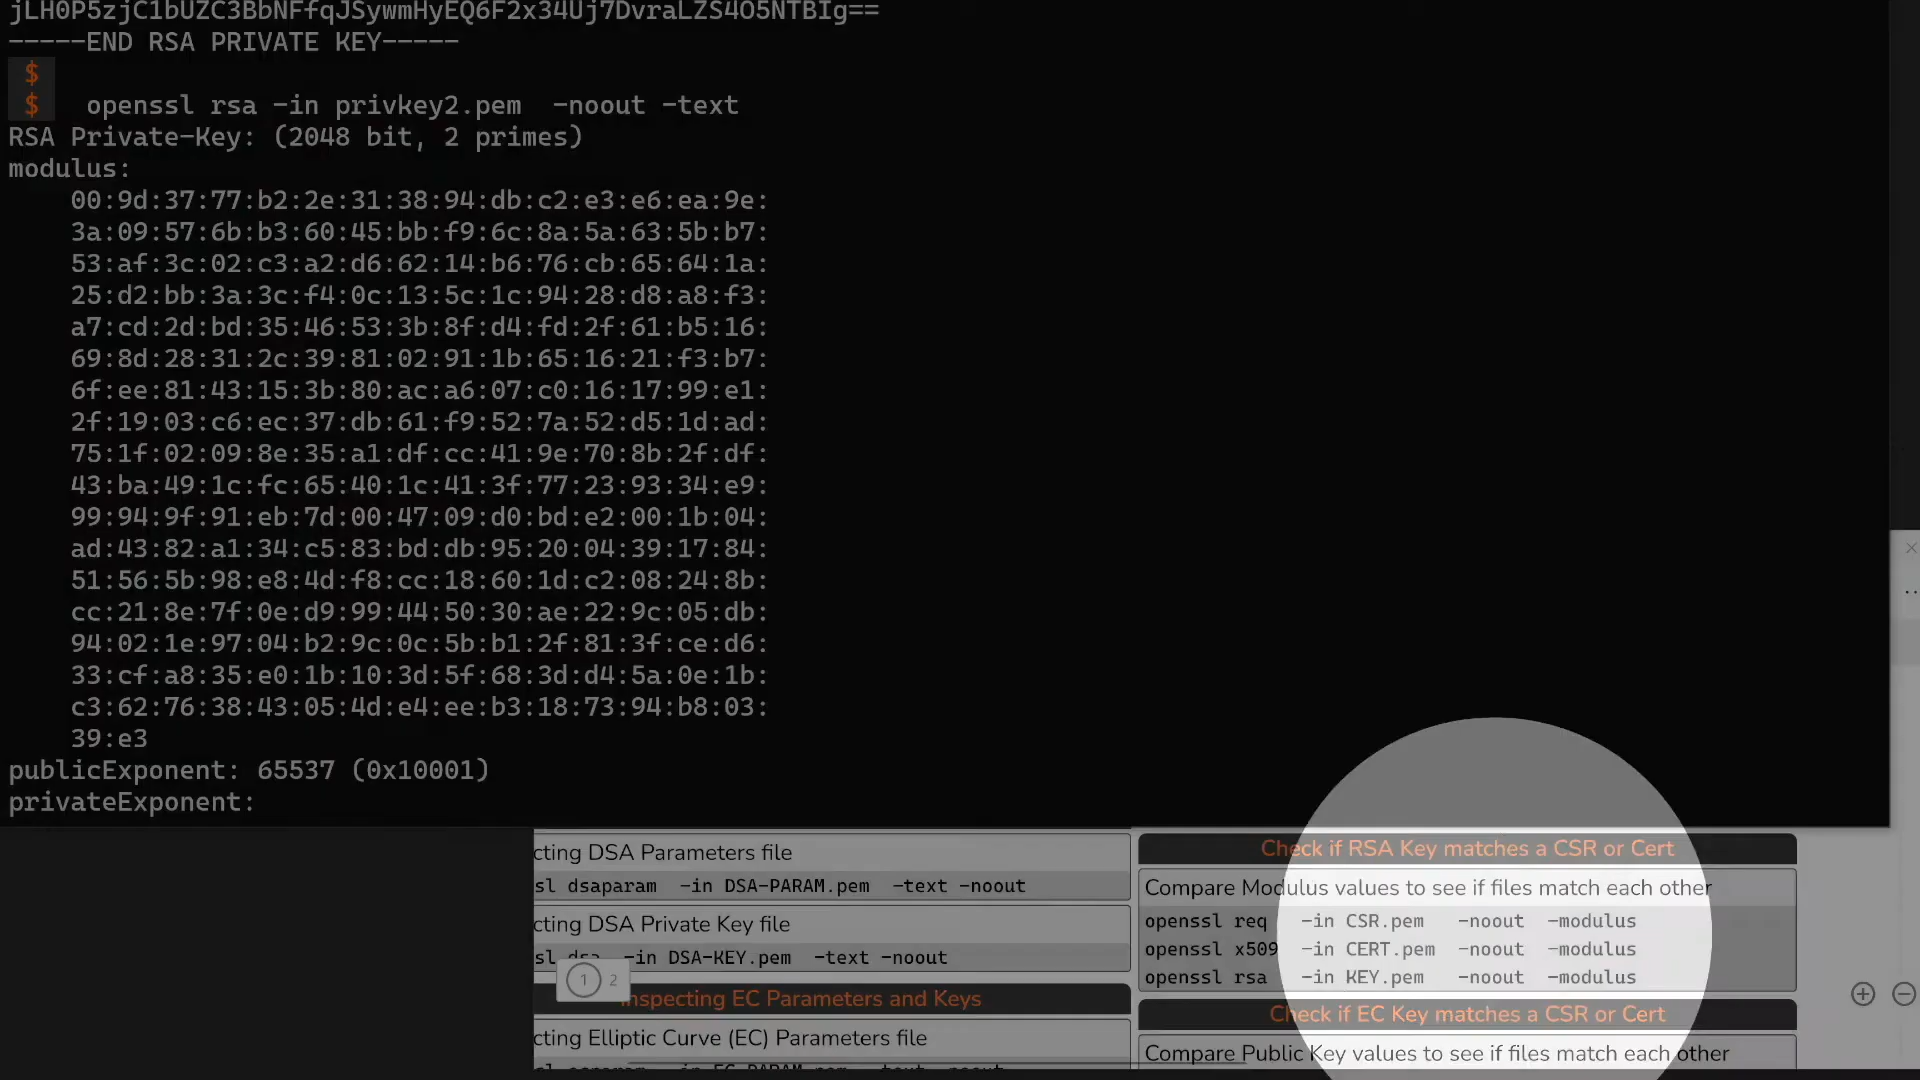 jLH0P5zjC1bUZC3BbNFfqJSywmHyEQ6F2x34Uj7DvraLZS4O5NTBIg==
-----END RSA PRIVATE KEY-----
$
$ openssl rsa -in privkey2.pem -noout -text
RSA Private-Key: (2048 bit, 2 primes)
modulus:
00:9d:37:77:b2:2e:31:38:94:db:c2:e3:e6:ea:9e:
3a:09:57:6b:b3:60:45:bb:f9:6c:8a:5a:63:5b:b7:
53:af:3c:02:c3:a2:d6:62:14:b6:76:cb:65:64:1a:
25:d2:bb:3a:3c:f4:0c:13:5c:1c:94:28:d8:a8:f3:
a7:cd:2d:bd:35:46:53:3b:8f:d4:fd:2f:61:b5:16:
69:8d:28:31:2c:39:81:02:91:1b:65:16:21:f3:b7:
6f:ee:81:43:15:3b:80:ac:a6:07:c0:16:17:99:e1:
2f:19:03:c6:ec:37:db:61:f9:52:7a:52:d5:1d:ad:
75:1f:02:09:8e:35:a1:df:cc:41:9e:70:8b:2f:df:
43:ba:49:1c:fc:65:40:1c:41:3f:77:23:93:34:e9:
99:94:9f:91:eb:7d:00:47:09:d0:bd:e2:00:1b:04:
ad:43:82:a1:34:c5:83:bd:db:95:20:04:39:17:84:
51:56:5b:98:e8:4d:f8:cc:18:60:1d:c2:08:24:8b:
cc:21:8e:7f:0e:d9:99:44:50:30:ae:22:9c:05:db:
94:02:1e:97:04:b2:9c:0c:5b:b1:2f:81:3f:ce:d6:
33:cf:a8:35:e0:1b:10:3d:5f:68:3d:d4:5a:0e:1b:
c3:62:76:38:43:05:4d:e4:ee:b3:18:73:94:b8:03:
39:e3
publicExponent: 65537 (0x10001)
privateExponent:
cting DSA Parameters file
sl dsaparam -in DSA-PARAM.pem -text -noout
cting DSA Private Key file
sl dsa -in DSA-KEY.pem -text -noout
1 2
Inspecting EC Parameters and Keys
cting Elliptic Curve (EC) Parameters file
Check if RSA Key matches a CSR or Cert
Compare Modulus values to see if files match each other
openssl req -in CSR.pem -noout -modulus
openssl x509 -in CERT.pem -noout -modulus
openssl rsa -in KEY.pem -noout -modulus
Check if EC Key matches a CSR or Cert
Compare Public Key values to see if files match each other